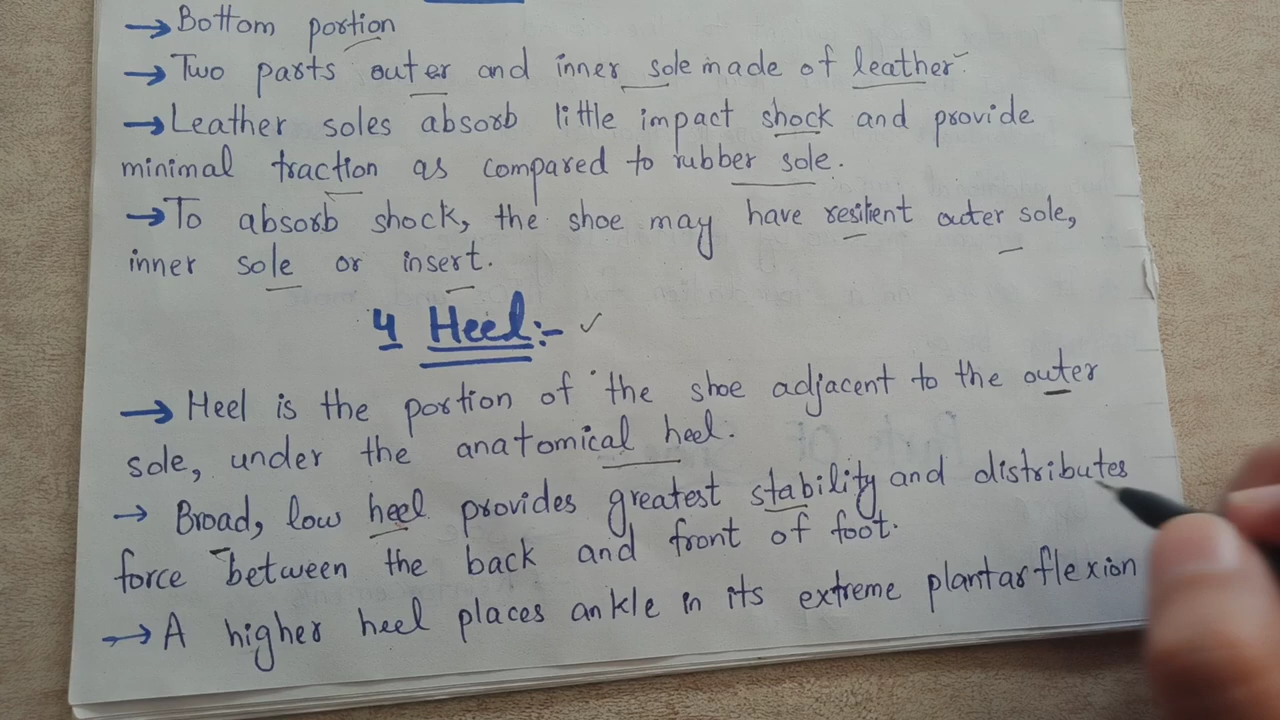 → Bottom portion
→ Two parts outer and inner sole made of leather.
→ Leather soles absorb little impact shock and provide
minimal traction as compared to rubber sole.
→ To absorb shock, the shoe may have resilient outer sole,
inner sole or insert.
4 Heel:-
→ Heel is the portion of the shoe adjacent to the outer
sole, under the anatomical heel.
→ Broad, low heel provides greatest stability and distributes
force between the back and front of foot.
→ A higher heel places ankle in its extreme plantarflexion